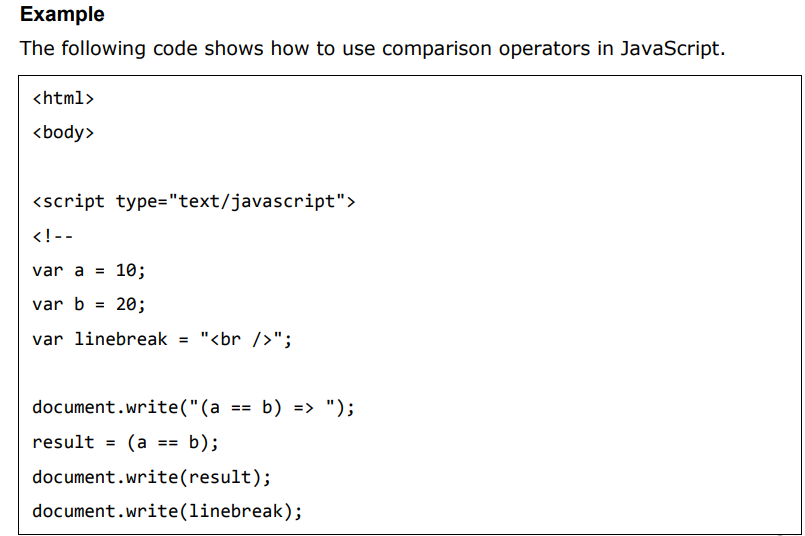 Example
The following code shows how to use comparison operators in JavaScript.
<html>
<body>
<script type="text/javascript">
<!--
var a = 10;
var b = 20;
var linebreak = "<br />";
document.write("(a == b) => ");
result = (a == b);
document.write(result);
document.write(linebreak);